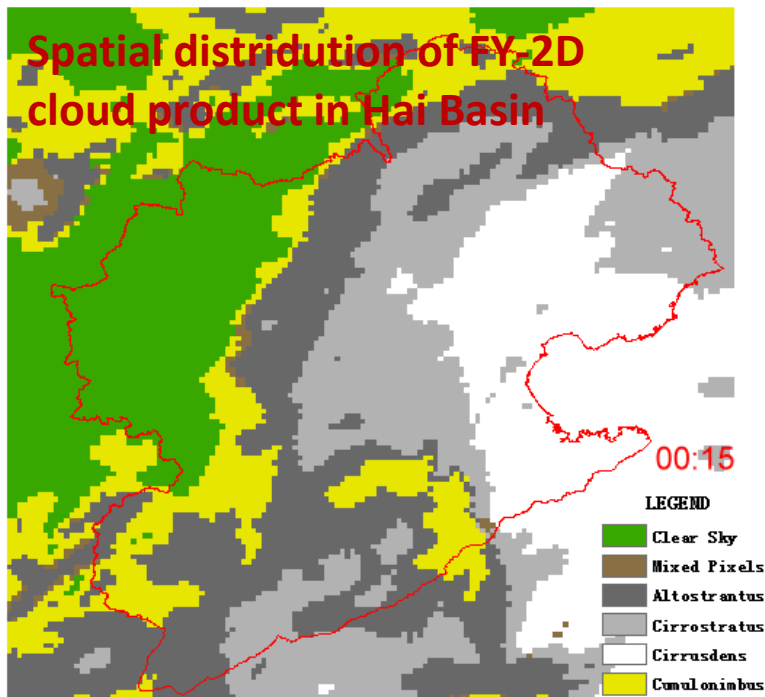 Spatial distridution of FY-2D
cloud product in Hai Basin
00:15
LEGEND
Clear Sky
Mixed Pixels
Altostrantus
Cirrostratus
Cirrusdens
Cumulonimbus